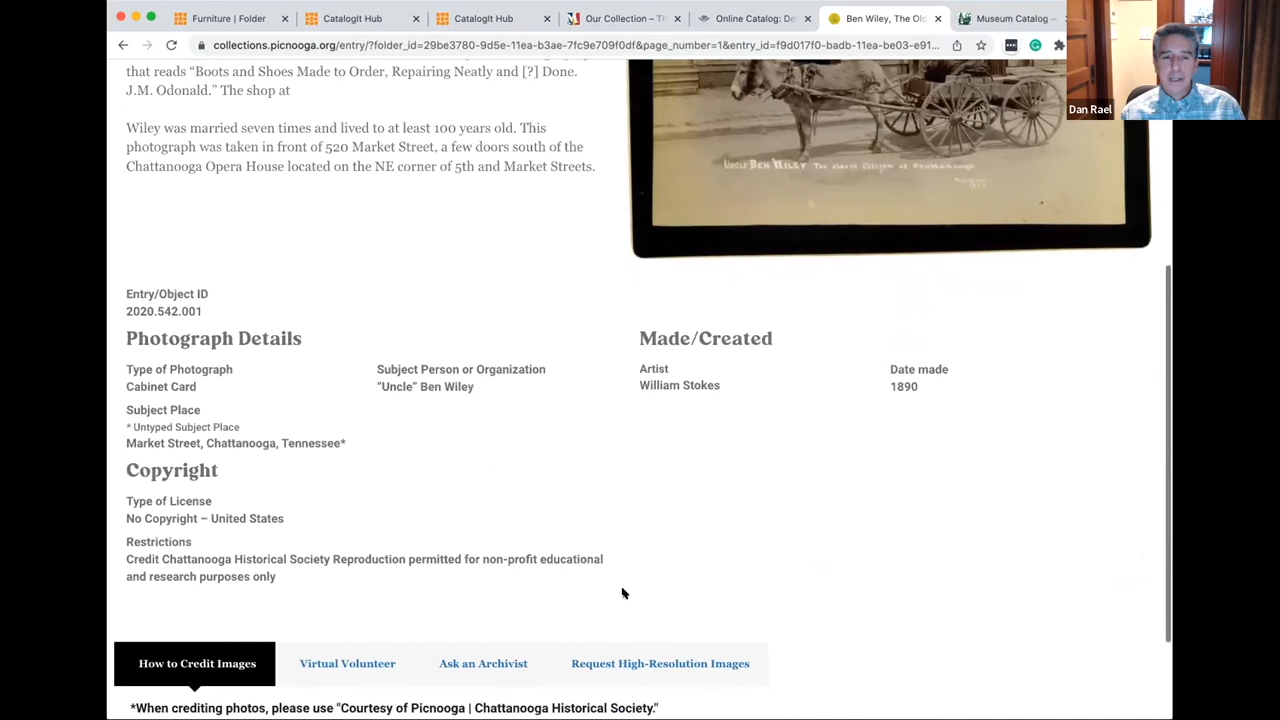 Furniture | Folder
CatalogIt Hub
CatalogIt Hub
Our Collection – Th
Online Catalog: De
Ben Wiley, The Old
Museum Catalog –
collections.picnooga.org/entry/?folder_id=29be3780-9d5e-11ea-b3ae-7fc9e709f0df&page_number=1&entry_id=f9d017f0-badb-11ea-be03-e91...
Dan Rael
that reads “Boots and Shoes Made to Order, Repairing Neatly and [?] Done.
J.M. Odonald.” The shop at
Wiley was married seven times and lived to at least 100 years old. This
photograph was taken in front of 520 Market Street, a few doors south of the
Chattanooga Opera House located on the NE corner of 5th and Market Streets.
Uncle Ben Wiley The Oldest Citizen of Chattanooga
Entry/Object ID
2020.542.001
Photograph Details
Type of Photograph
Cabinet Card
Subject Person or Organization
“Uncle” Ben Wiley
Subject Place
* Untyped Subject Place
Market Street, Chattanooga, Tennessee*
Made/Created
Artist
William Stokes
Date made
1890
Copyright
Type of License
No Copyright – United States
Restrictions
Credit Chattanooga Historical Society Reproduction permitted for non-profit educational
and research purposes only
How to Credit Images
Virtual Volunteer
Ask an Archivist
Request High-Resolution Images
*When crediting photos, please use "Courtesy of Picnooga | Chattanooga Historical Society."